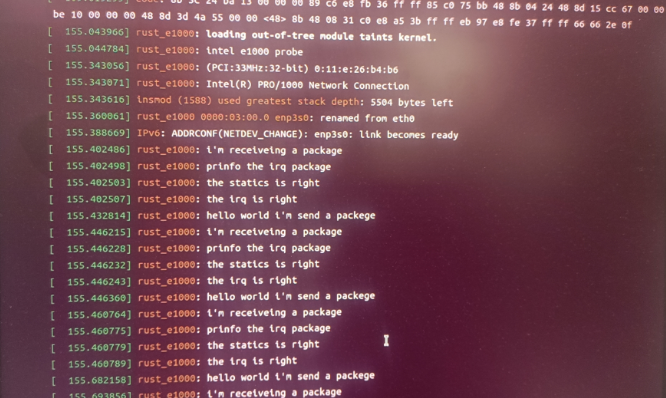 8b 5c 24 ba 13 00 00 00 89 c6 e8 fb 36 ff ff 85 c0 75 bb 48 8b 04 24 48 8d 15 cc 67 00 00
be 10 00 00 00 48 8d 3d 4a 55 00 00 <48> 8b 48 08 31 c0 e8 a5 3b ff ff eb 97 e8 fe 37 ff ff 66 66 2e 0f
[ 155.043966] rust_e1000: loading out-of-tree module taints kernel.
[ 155.044784] rust_e1000: intel e1000 probe
[ 155.343056] rust_e1000: (PCI:33MHz:32-bit) 0:11:e:26:b4:b6
[ 155.343071] rust_e1000: Intel(R) PRO/1000 Network Connection
[ 155.343616] insmod (1588) used greatest stack depth: 5504 bytes left
[ 155.360061] rust_e1000 0000:03:00.0 enp3s0: renamed from eth0
[ 155.388669] IPv6: ADDRCONF(NETDEV_CHANGE): enp3s0: link becomes ready
[ 155.402486] rust_e1000: i'm receiveing a package
[ 155.402498] rust_e1000: prinfo the irq package
[ 155.402503] rust_e1000: the statics is right
[ 155.402507] rust_e1000: the irq is right
[ 155.432814] rust_e1000: hello world i'm send a packege
[ 155.446215] rust_e1000: i'm receiveing a package
[ 155.446228] rust_e1000: prinfo the irq package
[ 155.446232] rust_e1000: the statics is right
[ 155.446243] rust_e1000: the irq is right
[ 155.446360] rust_e1000: hello world i'm send a packege
[ 155.460764] rust_e1000: i'm receiveing a package
[ 155.460775] rust_e1000: prinfo the irq package
[ 155.460779] rust_e1000: the statics is right
[ 155.460789] rust_e1000: the irq is right
[ 155.682158] rust_e1000: hello world i'm send a packege
[ 155.693856] rust_e1000: i'm receiveing a package